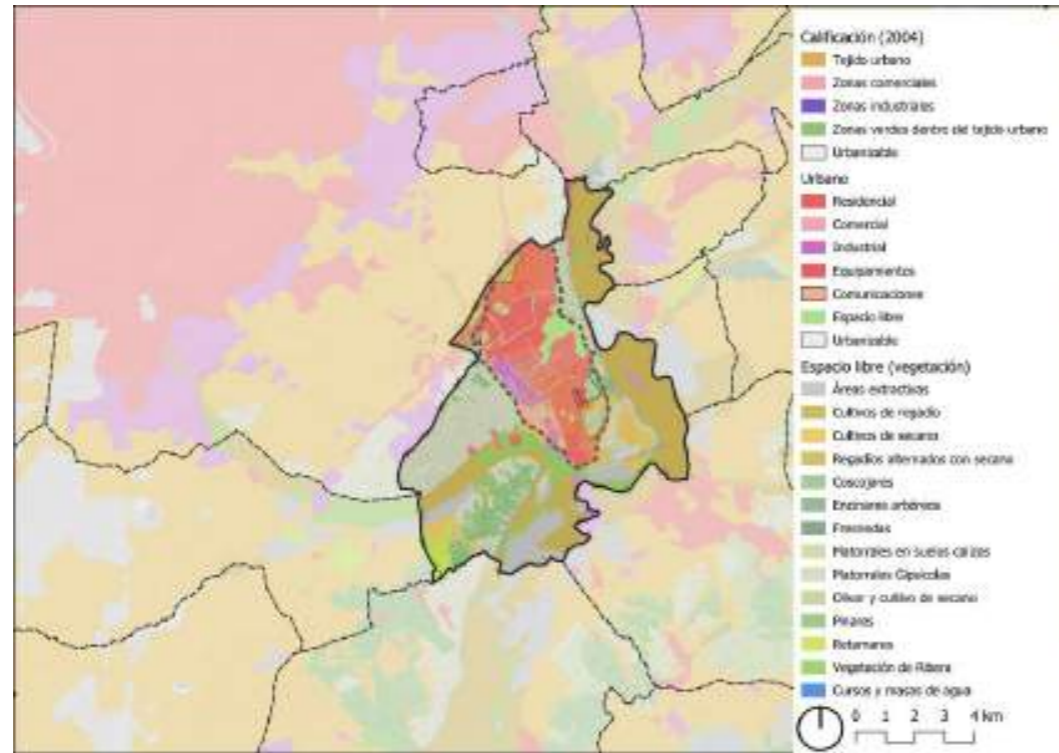 Calificación (2004)
Tejido urbano
Zonas comerciales
Zonas industriales
Zonas verdes dentro del tejido urbano
Urbanizable
Urbano
Residencial
Comercial
Industrial
Equipamentos
Comunicaciones
Espacio libre
Urbanizable
Espacio libre (vegetación)
Áreas extractivas
Cultivos de regadío
Cultivos de secano
Regadíos alternados con secano
Coscojares
Encinares arbóreos
Fresnedas
Matorrales en suelos calizos
Matorrales Gipsícolas
Olivar y cultivo de secano
Pinares
Retamares
Vegetación de Ribera
Cursos y masas de agua
0 1 2 3 4 km